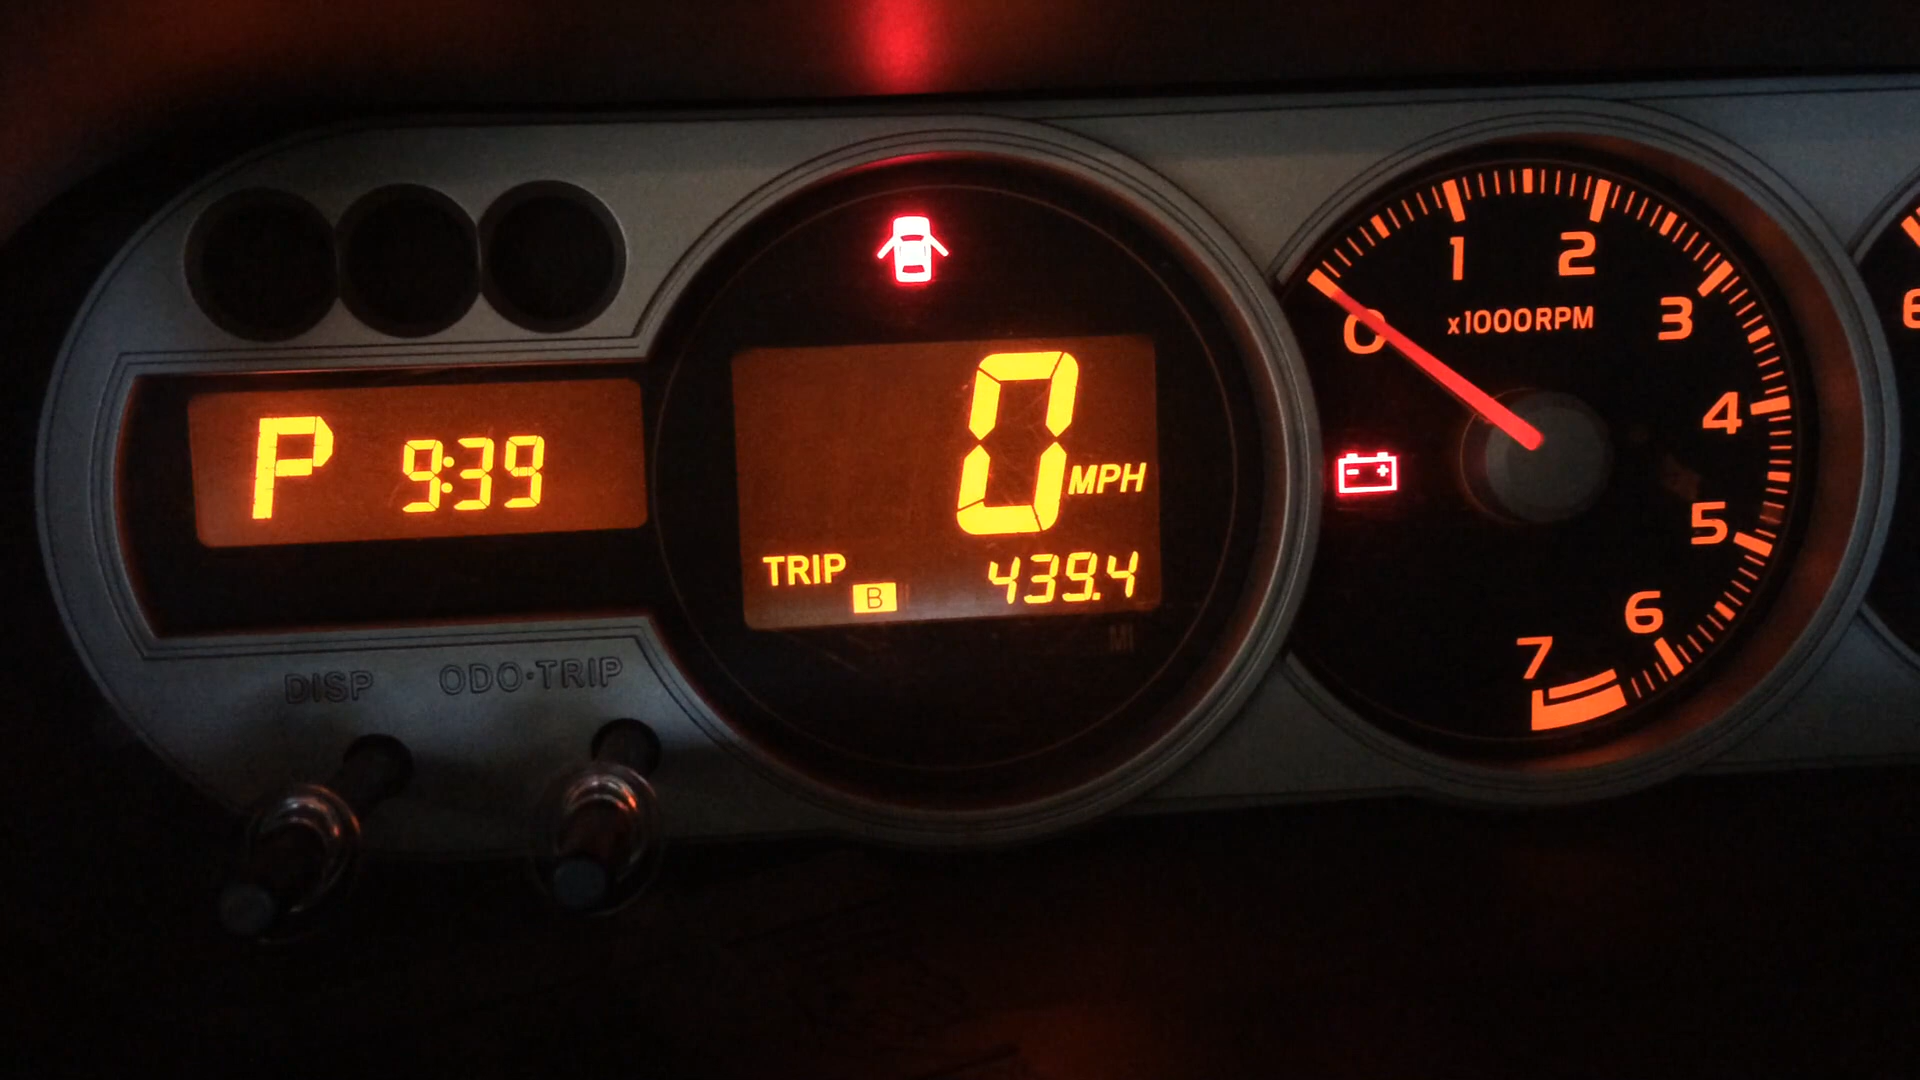 P 9:39
0 MPH
TRIP B 439.4
MI
DISP ODO·TRIP
0 1 2 3 4 5 6 7
x1000RPM